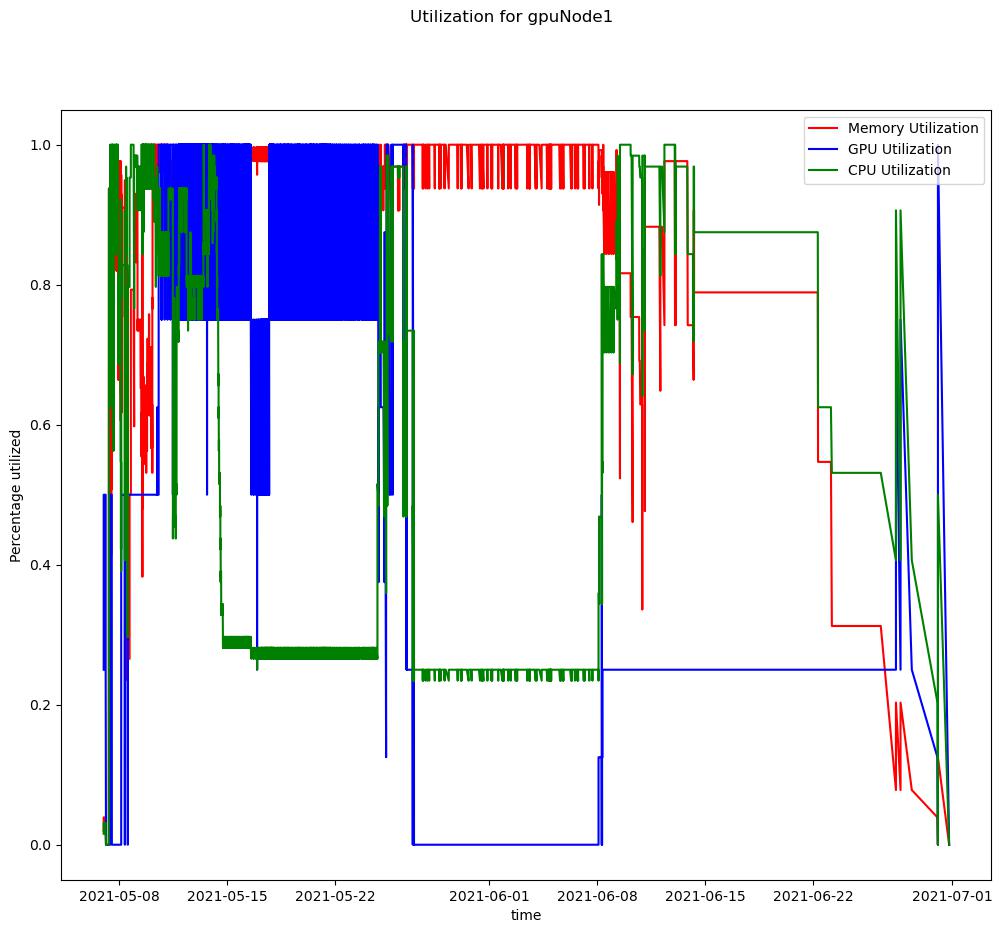 Utilization for gpuNode1
Memory Utilization
GPU Utilization
CPU Utilization
Percentage utilized
1.0
0.8
0.6
0.4
0.2
0.0
2021-05-08 2021-05-15 2021-05-22 2021-06-01 2021-06-08 2021-06-15 2021-06-22 2021-07-01
time